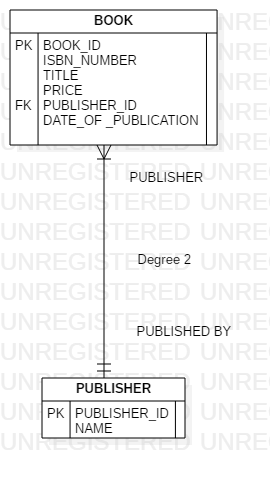 BOOK
PK BOOK_ID
ISBN_NUMBER
TITLE
PRICE
FK PUBLISHER_ID
DATE_OF _PUBLICATION
PUBLISHER
Degree 2
PUBLISHED BY
PUBLISHER
PK PUBLISHER_ID
NAME
UNREGISTERED